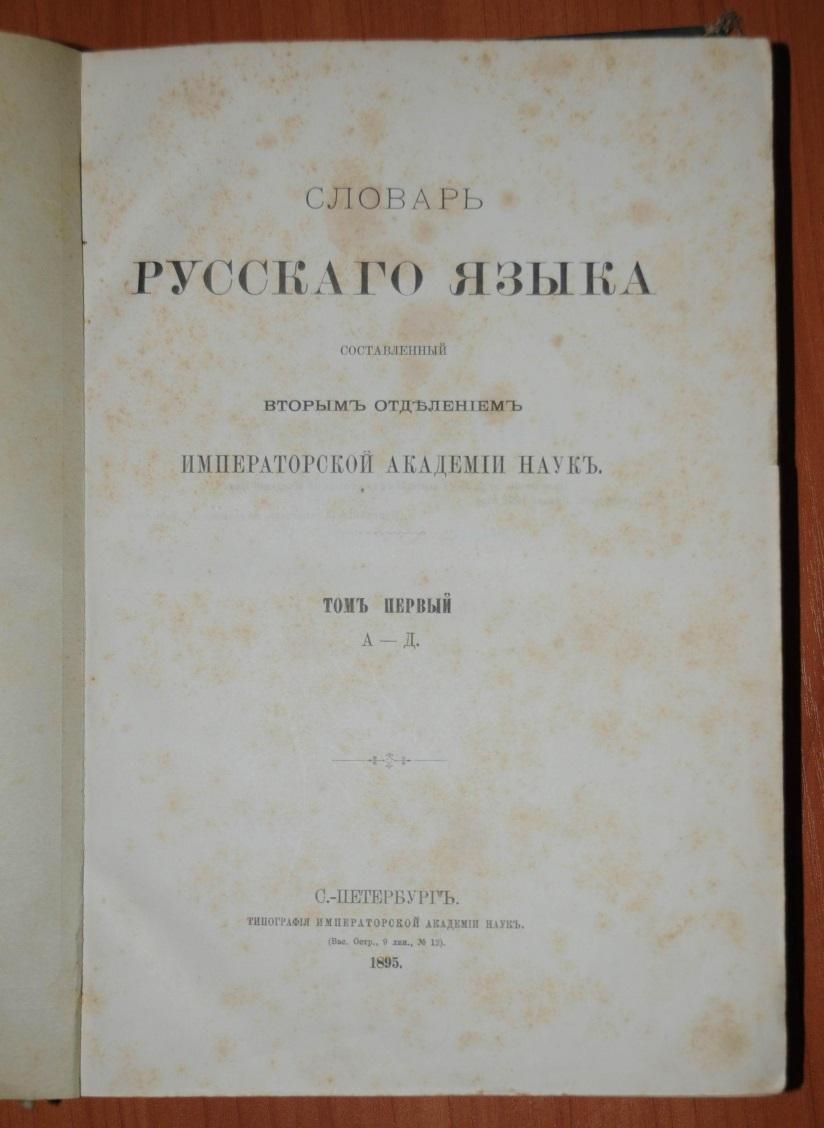 СЛОВАРЬ
РУССКАГО ЯЗЫКА
СОСТАВЛЕННЫЙ
ВТОРЫМЪ ОТДѢЛЕНІЕМЪ
ИМПЕРАТОРСКОЙ АКАДЕМІИ НАУКЪ.
ТОМЪ ПЕРВЫЙ
А — Д.
С.-ПЕТЕРБУРГЪ.
ТИПОГРАФІЯ ИМПЕРАТОРСКОЙ АКАДЕМІИ НАУКЪ.
(Вас. Остр., 9 лин., № 12).
1895.